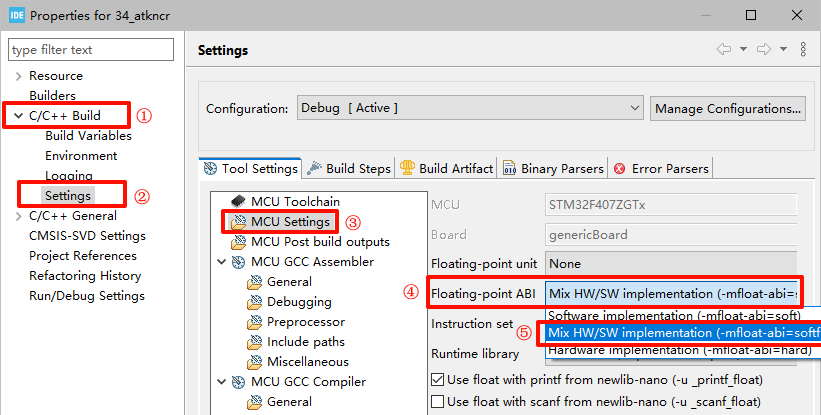 IDE Properties for 34_atkncr
type filter text
Resource
Builders
C/C++ Build ①
Build Variables
Environment
Logging
Settings ②
C/C++ General
CMSIS-SVD Settings
Project References
Refactoring History
Run/Debug Settings
Settings
Configuration: Debug [ Active ] Manage Configurations...
Tool Settings Build Steps Build Artifact Binary Parsers Error Parsers
MCU Toolchain
MCU Settings ③
MCU Post build outputs
MCU GCC Assembler
General
Debugging
Preprocessor
Include paths
Miscellaneous
MCU GCC Compiler
General
MCU STM32F407ZGTx
Board genericBoard
Floating-point unit None
④ Floating-point ABI Mix HW/SW implementation (-mfloat-abi=s
Software implementation (-mfloat-abi=soft)
Instruction set ⑤ Mix HW/SW implementation (-mfloat-abi=softf
Hardware implementation (-mfloat-abi=hard)
Runtime library
Use float with printf from newlib-nano (-u _printf_float)
Use float with scanf from newlib-nano (-u _scanf_float)